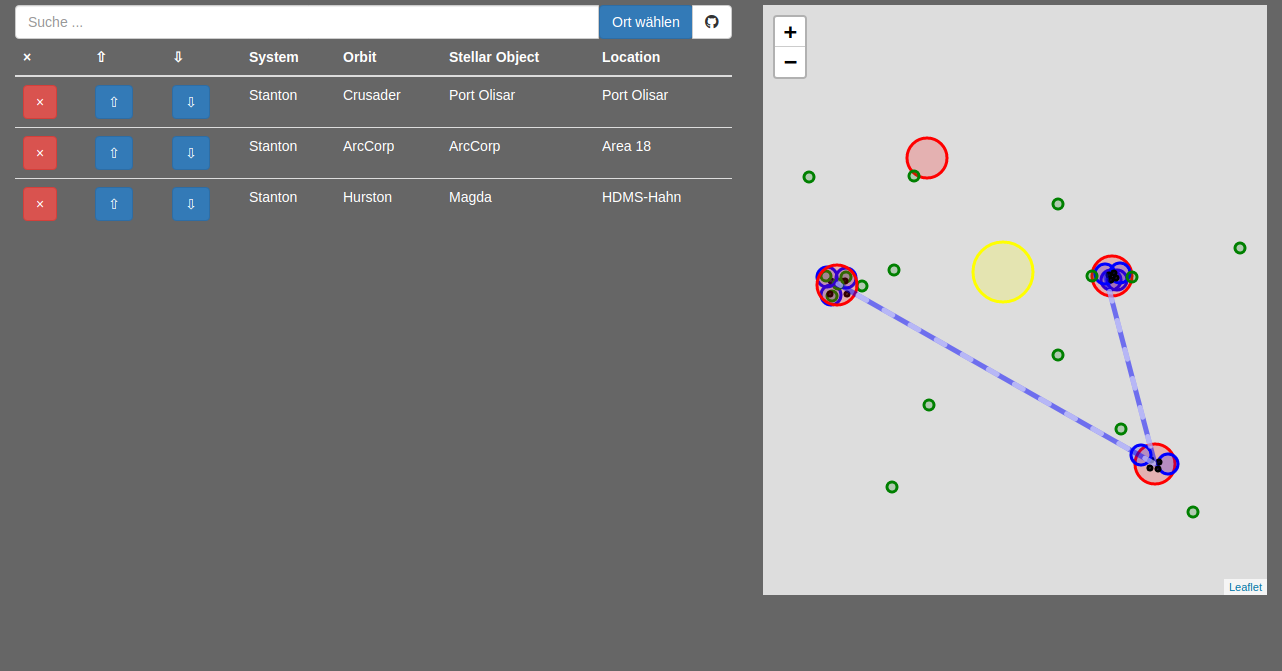 Suche ... Ort wählen
× ⇧ ⇩ System Orbit Stellar Object Location
× ⇧ ⇩ Stanton Crusader Port Olisar Port Olisar
× ⇧ ⇩ Stanton ArcCorp ArcCorp Area 18
× ⇧ ⇩ Stanton Hurston Magda HDMS-Hahn
+
−
Leaflet